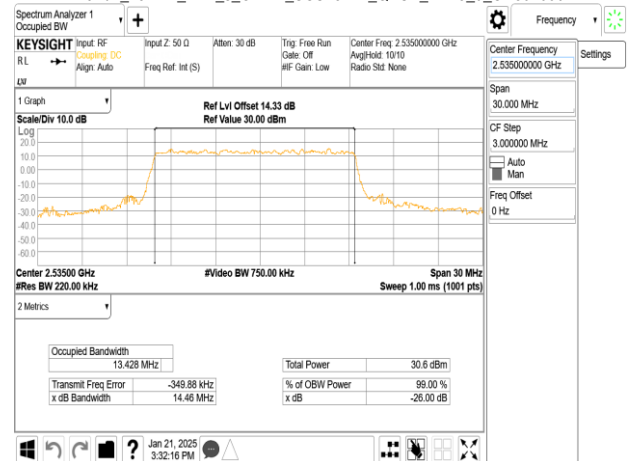 Spectrum Analyzer 1
Occupied BW
Frequency
KEYSIGHT
RL
LXI
Input: RF
Coupling: DC
Align: Auto
Input Z: 50 Ω
Freq Ref: Int (S)
Atten: 30 dB
Trig: Free Run
Gate: Off
#IF Gain: Low
Center Freq: 2.535000000 GHz
Avg|Hold: 10/10
Radio Std: None
Center Frequency
2.535000000 GHz
Settings
Span
30.000 MHz
CF Step
3.000000 MHz
Auto
Man
Freq Offset
0 Hz
1 Graph
Scale/Div 10.0 dB
Ref Lvl Offset 14.33 dB
Ref Value 30.00 dBm
Log
20.0
10.0
0.00
-10.0
-20.0
-30.0
-40.0
-50.0
-60.0
Center 2.53500 GHz
#Res BW 220.00 kHz
#Video BW 750.00 kHz
Span 30 MHz
Sweep 1.00 ms (1001 pts)
2 Metrics
Occupied Bandwidth
13.428 MHz
Transmit Freq Error -349.88 kHz
x dB Bandwidth 14.46 MHz
Total Power 30.6 dBm
% of OBW Power 99.00 %
x dB -26.00 dB
?
Jan 21, 2025
3:32:16 PM